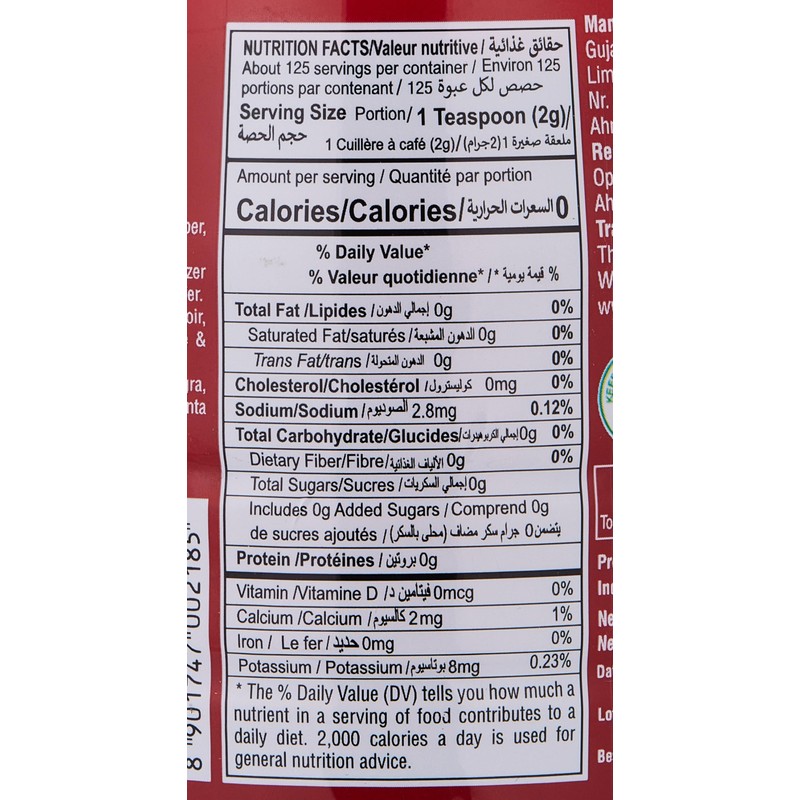 NUTRITION FACTS/Valeur nutritive / حقائق غذائية
About 125 servings per container / Environ 125
portions par contenant / 125 حصص لكل عبوة
Serving Size Portion/ 1 Teaspoon (2g)/
حجم الحصة 1 Cuillère à café (2g)/ ملعقة صغيرة 1(2جرام)
Amount per serving / Quantité par portion
Calories/Calories/ السعرات الحرارية 0
% Daily Value*
% Valeur quotidienne* /* قيمة يومية %
Total Fat /Lipides / إجمالي الدهون 0g 0%
Saturated Fat/saturés / الدهون المشبعة 0g 0%
Trans Fat/trans / الدهون المتحولة 0g 0%
Cholesterol/Cholestérol / كوليسترول 0mg 0%
Sodium/Sodium / الصوديوم 2.8mg 0.12%
Total Carbohydrate/Glucides/ إجمالي الكربوهيدرات 0g 0%
Dietary Fiber/Fibre/ الألياف الغذائية 0g 0%
Total Sugars/Sucres / إجمالي السكريات 0g
Includes 0g Added Sugars / Comprend 0g
de sucres ajoutés / يتضمن 0 جرام سكر مضاف (محلى بالسكر)
Protein /Protéines / بروتين 0g
Vitamin /Vitamine D / فيتامين د 0mcg 0%
Calcium /Calcium / كالسيوم 2mg 1%
Iron / Le fer / حديد 0mg 0%
Potassium / Potassium / بوتاسيوم 8mg 0.23%
* The % Daily Value (DV) tells you how much a
nutrient in a serving of food contributes to a
daily diet. 2,000 calories a day is used for
general nutrition advice.
8 901747 002185